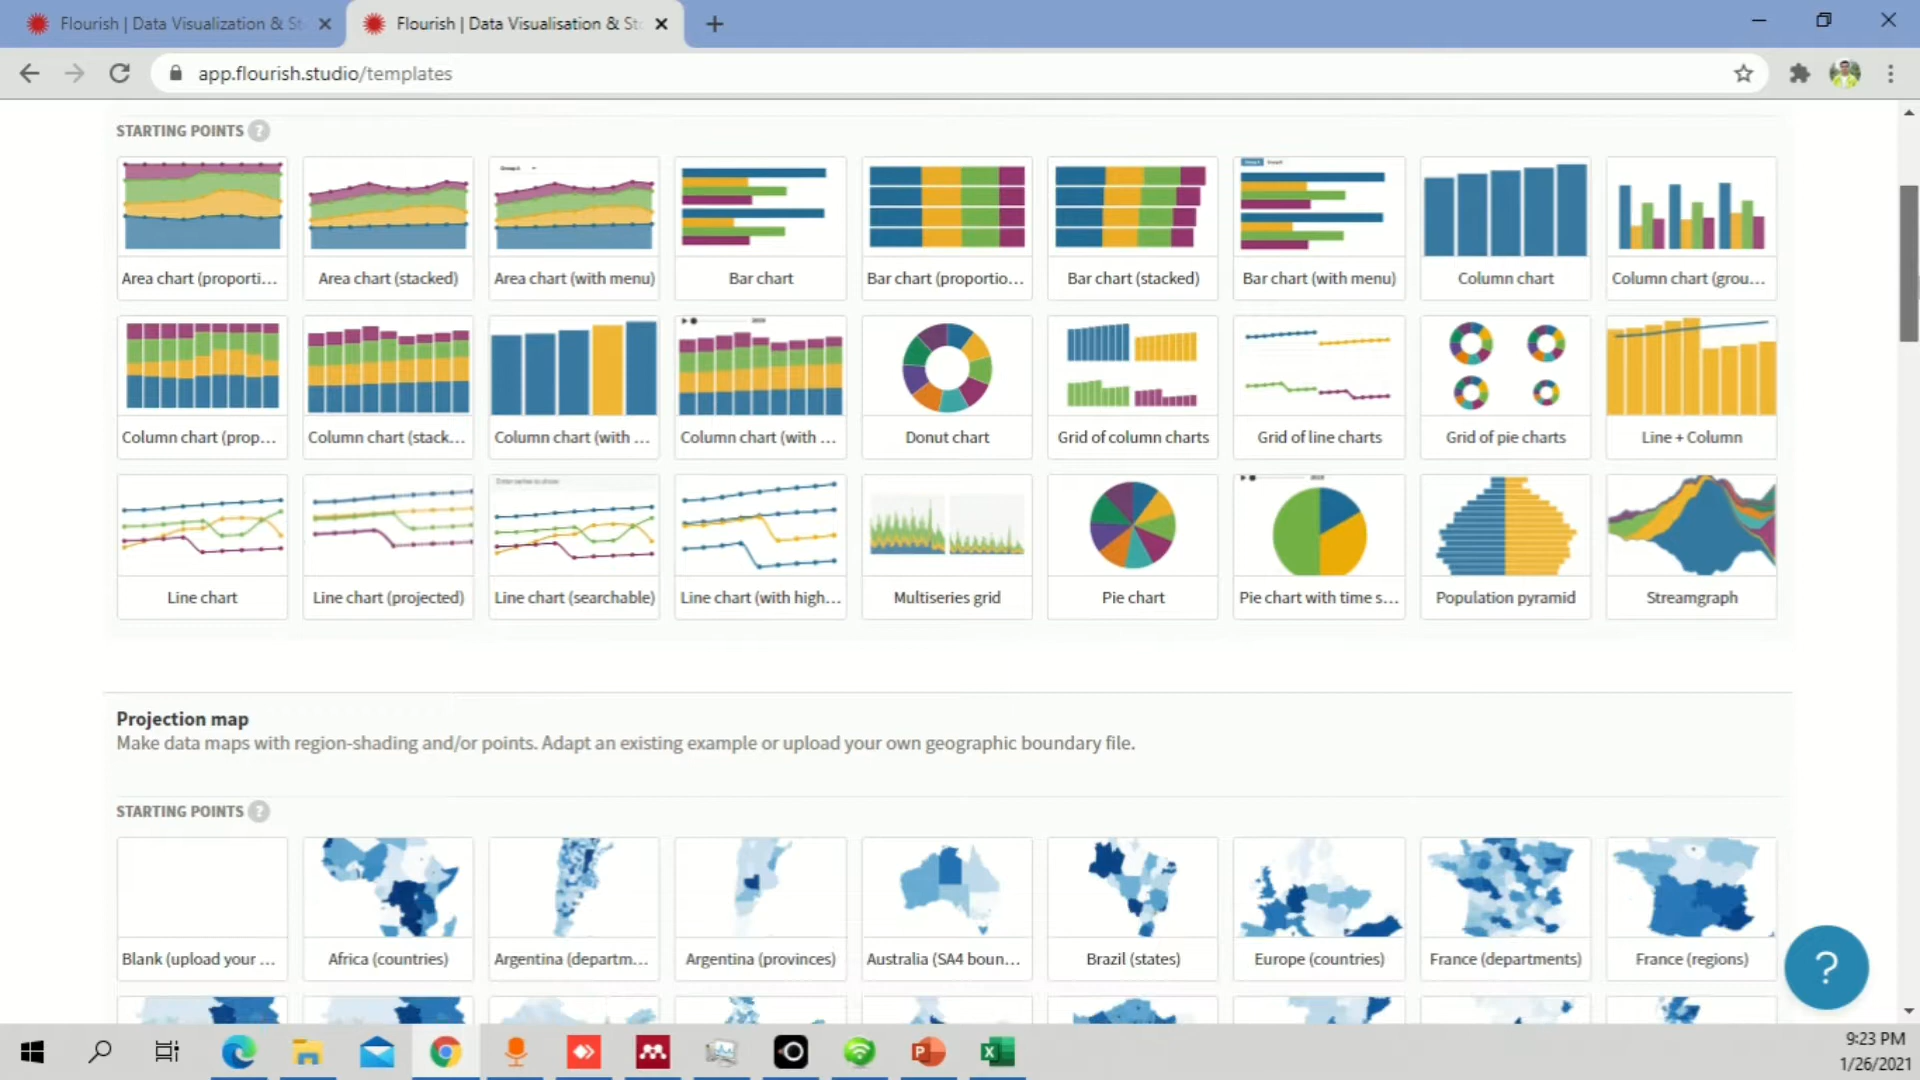 Flourish | Data Visualization & St
Flourish | Data Visualisation & St
app.flourish.studio/templates
STARTING POINTS ?
Area chart (proporti...
Area chart (stacked)
Area chart (with menu)
Bar chart
Bar chart (proportio...
Bar chart (stacked)
Bar chart (with menu)
Column chart
Column chart (grou...
Column chart (prop...
Column chart (stack...
Column chart (with ...
Column chart (with ...
Donut chart
Grid of column charts
Grid of line charts
Grid of pie charts
Line + Column
Line chart
Line chart (projected)
Line chart (searchable)
Line chart (with high...
Multiseries grid
Pie chart
Pie chart with time s...
Population pyramid
Streamgraph
Projection map
Make data maps with region-shading and/or points. Adapt an existing example or upload your own geographic boundary file.
STARTING POINTS ?
Blank (upload your ...
Africa (countries)
Argentina (departm...
Argentina (provinces)
Australia (SA4 boun...
Brazil (states)
Europe (countries)
France (departments)
France (regions)
?
9:23 PM
1/26/2021